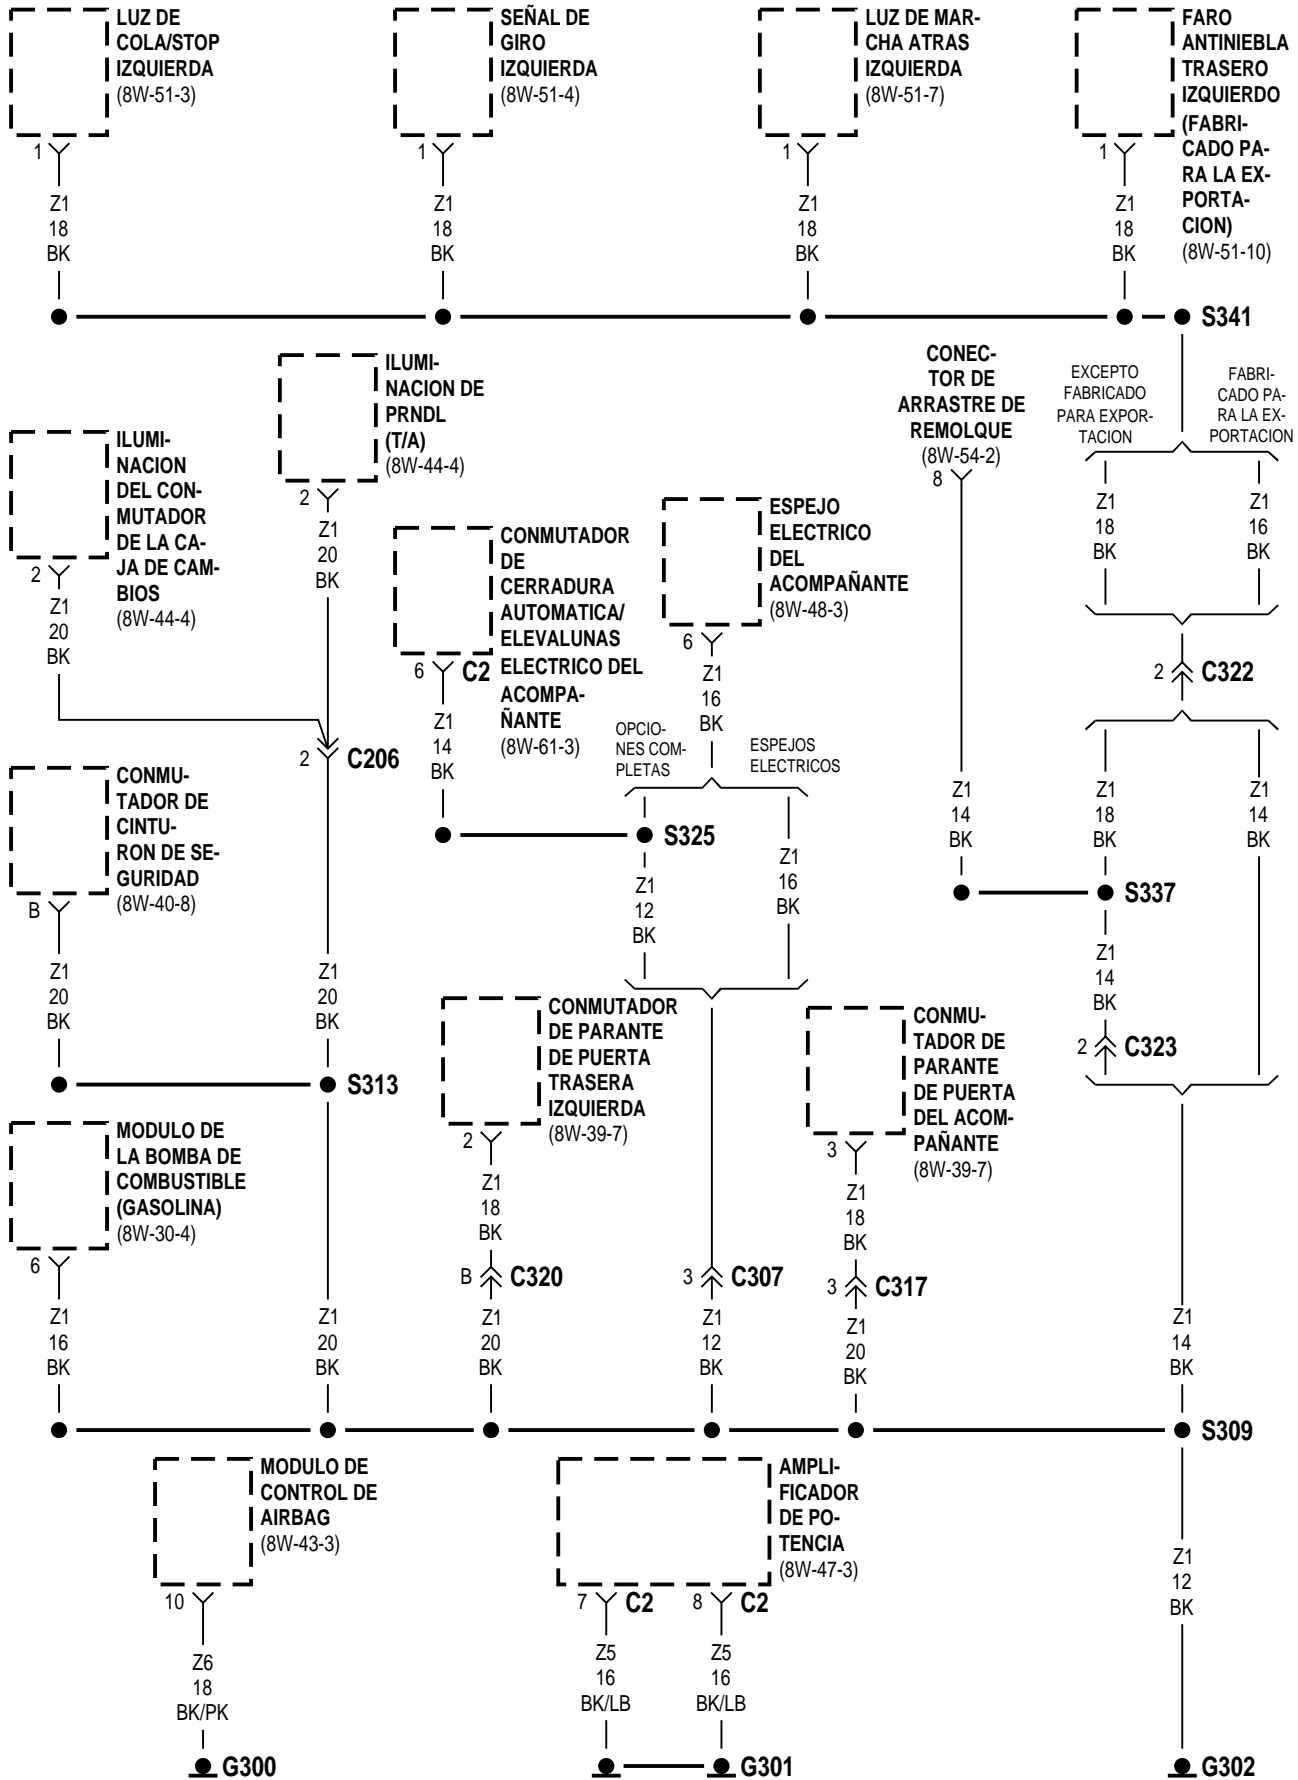 LUZ DE
COLA/STOP
IZQUIERDA
(8W-51-3)
SEÑAL DE
GIRO
IZQUIERDA
(8W-51-4)
LUZ DE MAR-
CHA ATRAS
IZQUIERDA
(8W-51-7)
FARO
ANTINIEBLA
TRASERO
IZQUIERDO
(FABRI-
CADO PA-
RA LA EX-
PORTA-
CION)
(8W-51-10)
1
Z1
18
BK
1
Z1
18
BK
1
Z1
18
BK
1
Z1
18
BK
S341
ILUMI-
NACION DE
PRNDL
(T/A)
(8W-44-4)
CONEC-
TOR DE
ARRASTRE DE
REMOLQUE
(8W-54-2)
8
EXCEPTO
FABRICADO
PARA EXPOR-
TACION
FABRI-
CADO PA-
RA LA EX-
PORTACION
ILUMI-
NACION
DEL CON-
MUTADOR
DE LA CA-
JA DE CAM-
BIOS
(8W-44-4)
2
Z1
20
BK
2
Z1
20
BK
CONMUTADOR
DE
CERRADURA
AUTOMATICA/
ELEVALUNAS
ELECTRICO DEL
ACOMPA-
ÑANTE
(8W-61-3)
6
C2
Z1
14
BK
ESPEJO
ELECTRICO
DEL
ACOMPAÑANTE
(8W-48-3)
6
Z1
16
BK
Z1
18
BK
Z1
16
BK
2
C322
OPCIO-
NES COM-
PLETAS
ESPEJOS
ELECTRICOS
2
C206
CONMU-
TADOR DE
CINTU-
RON DE SE-
GURIDAD
(8W-40-8)
B
Z1
20
BK
Z1
20
BK
S325
Z1
12
BK
Z1
16
BK
Z1
14
BK
Z1
18
BK
Z1
14
BK
S337
Z1
14
BK
2
C323
CONMUTADOR
DE PARANTE
DE PUERTA
TRASERA
IZQUIERDA
(8W-39-7)
CONMU-
TADOR DE
PARANTE
DE PUERTA
DEL ACOM-
PAÑANTE
(8W-39-7)
S313
MODULO DE
LA BOMBA DE
COMBUSTIBLE
(GASOLINA)
(8W-30-4)
6
Z1
16
BK
Z1
20
BK
2
Z1
18
BK
B
C320
Z1
20
BK
3
C307
Z1
12
BK
3
Z1
18
BK
3
C317
Z1
20
BK
Z1
14
BK
S309
MODULO DE
CONTROL DE
AIRBAG
(8W-43-3)
AMPLI-
FICADOR
DE PO-
TENCIA
(8W-47-3)
10
Z6
18
BK/PK
7
C2
Z5
16
BK/LB
8
C2
Z5
16
BK/LB
Z1
12
BK
G300
G301
G302